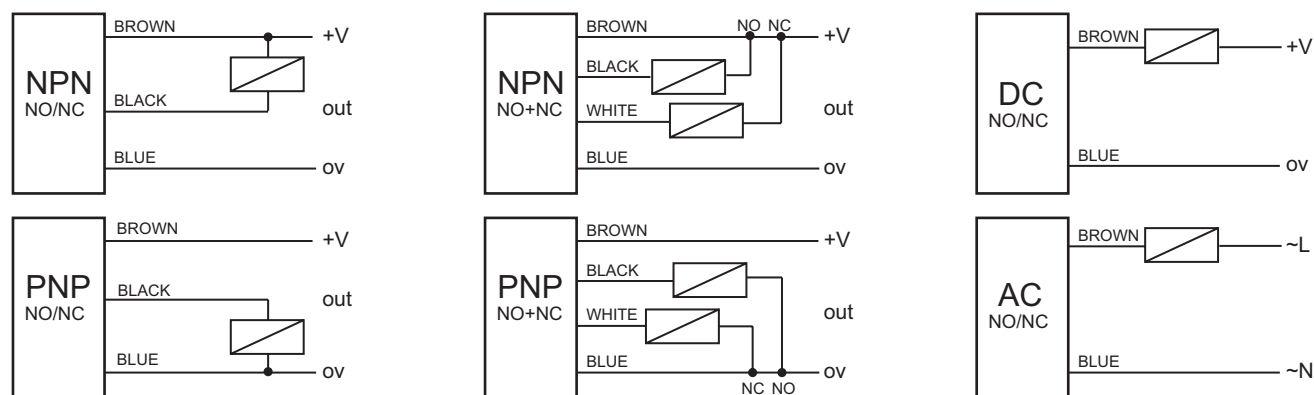 BROWN +V
NPN
NO/NC
BLACK out
BLUE ov
NO NC
BROWN +V
NPN
NO+NC
BLACK
WHITE out
BLUE ov
BROWN +V
DC
NO/NC
BLUE ov
BROWN +V
PNP
NO/NC
BLACK out
BLUE ov
BROWN +V
PNP
NO+NC
BLACK
WHITE out
BLUE ov
NC NO
BROWN ~L
AC
NO/NC
BLUE ~N